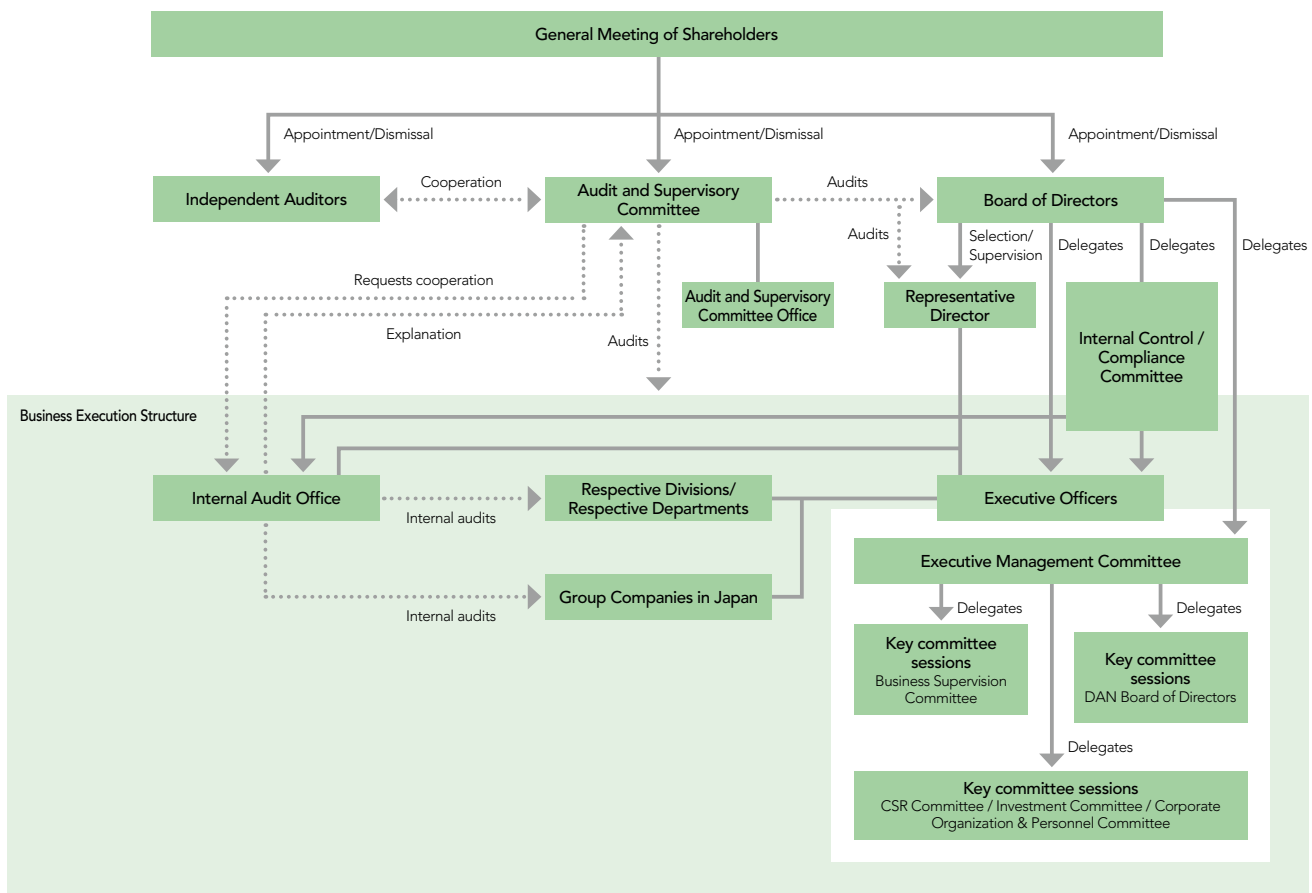 General Meeting of Shareholders
Appointment/Dismissal
Appointment/Dismissal
Appointment/Dismissal
Independent Auditors
Cooperation
Audit and Supervisory
Committee
Audits
Board of Directors
Audits
Selection/
Supervision
Delegates
Delegates
Delegates
Requests cooperation
Explanation
Audits
Audit and Supervisory
Committee Office
Representative
Director
Internal Control /
Compliance
Committee
Business Execution Structure
Internal Audit Office
Internal audits
Respective Divisions/
Respective Departments
Executive Officers
Internal audits
Group Companies in Japan
Executive Management Committee
Delegates
Delegates
Key committee
sessions
Business Supervision
Committee
Key committee
sessions
DAN Board of Directors
Delegates
Key committee sessions
CSR Committee / Investment Committee / Corporate
Organization & Personnel Committee